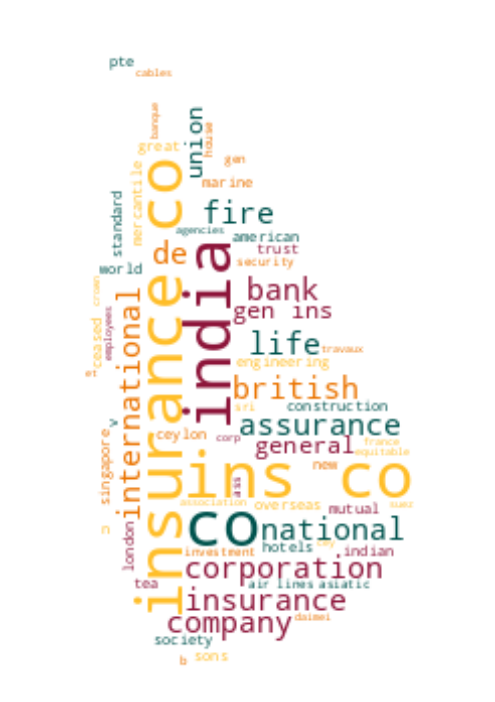 pte
cables
banque
union
house
great
gen
mercantile
marine
insurance co
standard
fire
agencies
american
de
india
trust
security
world
crown
bank
employees
gen ins
international
life
travaux
ceased
engineering
british
sri
construction
assurance
ceylon
corp
general
france
equitable
singapore
v
ins co
new
ass
association
overseas
suez
mutual
co
national
london
investment
hotels
indian
corporation
tea
air lines
asiatic
insurance
company
daimei
society
b
sons